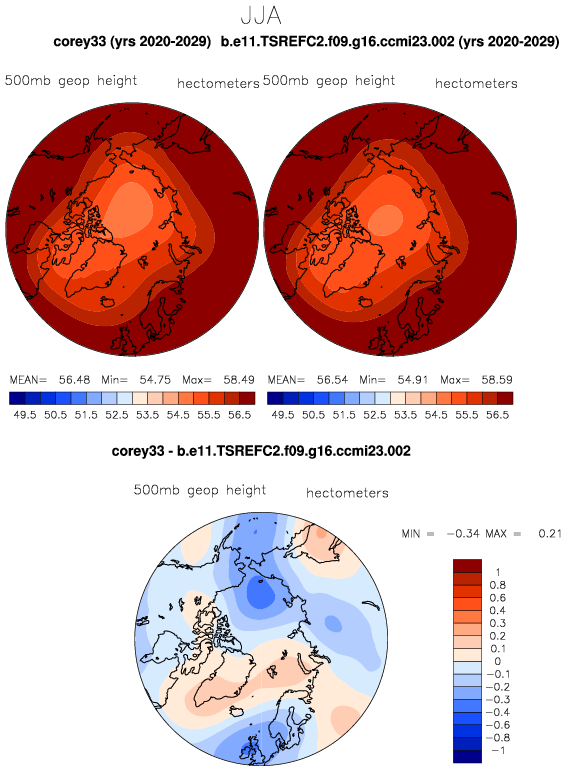 JJA
corey33 (yrs 2020-2029) b.e11.TSREFC2.f09.g16.ccmi23.002 (yrs 2020-2029)
500mb geop height hectometers 500mb geop height hectometers
MEAN= 56.48 Min= 54.75 Max= 58.49 MEAN= 56.54 Min= 54.91 Max= 58.59
49.5 50.5 51.5 52.5 53.5 54.5 55.5 56.5 49.5 50.5 51.5 52.5 53.5 54.5 55.5 56.5
corey33 - b.e11.TSREFC2.f09.g16.ccmi23.002
500mb geop height hectometers
MIN = -0.34 MAX = 0.21
1
0.8
0.6
0.4
0.3
0.2
0.1
0
-0.1
-0.2
-0.3
-0.4
-0.6
-0.8
-1